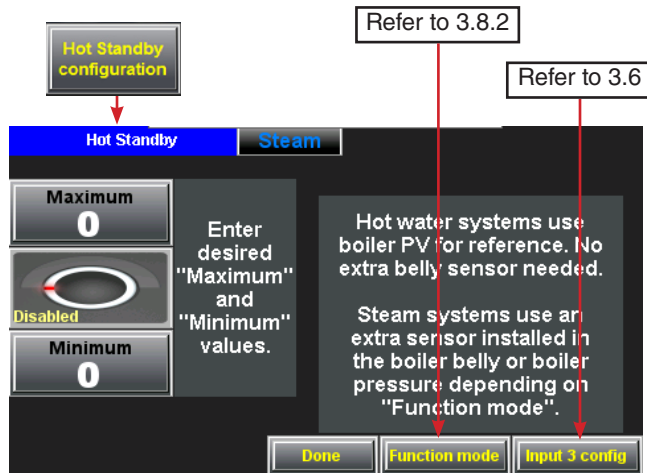 Refer to 3.8.2
Hot Standby
configuration
Refer to 3.6
Hot Standby
Steam
Maximum
0
Disabled
Minimum
0
Enter
desired
"Maximum"
and
"Minimum"
values.
Hot water systems use
boiler PV for reference. No
extra belly sensor needed.
Steam systems use an
extra sensor installed in
the boiler belly or boiler
pressure depending on
"Function mode".
Done
Function mode
Input 3 config